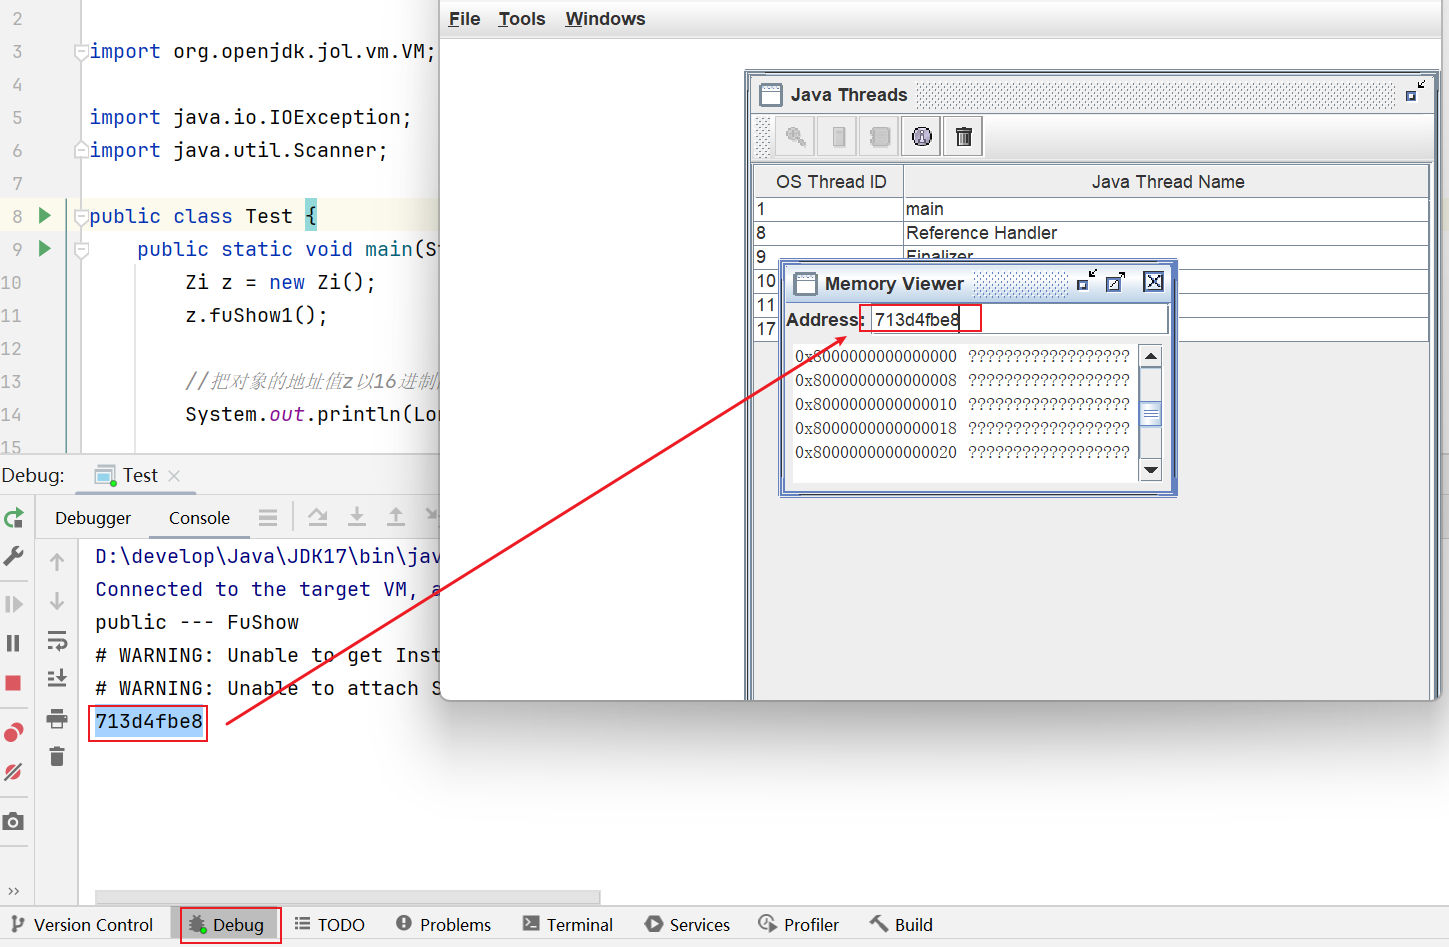 2
3 import org.openjdk.jol.vm.VM;
4
5 import java.io.IOException;
6 import java.util.Scanner;
7
8 public class Test {
9 public static void main(St
10 Zi z = new Zi();
11 z.fuShow1();
12
13 //把对象的地址值z以16进制
14 System.out.println(Lon
15
File Tools Windows
Java Threads
OS Thread ID Java Thread Name
1 main
8 Reference Handler
9 Finalizer
10
11
17
Memory Viewer
Address: 713d4fbe8
0x8000000000000000 ??????????????????
0x8000000000000008 ??????????????????
0x8000000000000010 ??????????????????
0x8000000000000018 ??????????????????
0x8000000000000020 ??????????????????
Debug: Test
Debugger Console
D:\develop\Java\JDK17\bin\jav
Connected to the target VM, a
public --- FuShow
# WARNING: Unable to get Inst
# WARNING: Unable to attach S
713d4fbe8
Version Control Debug TODO Problems Terminal Services Profiler Build